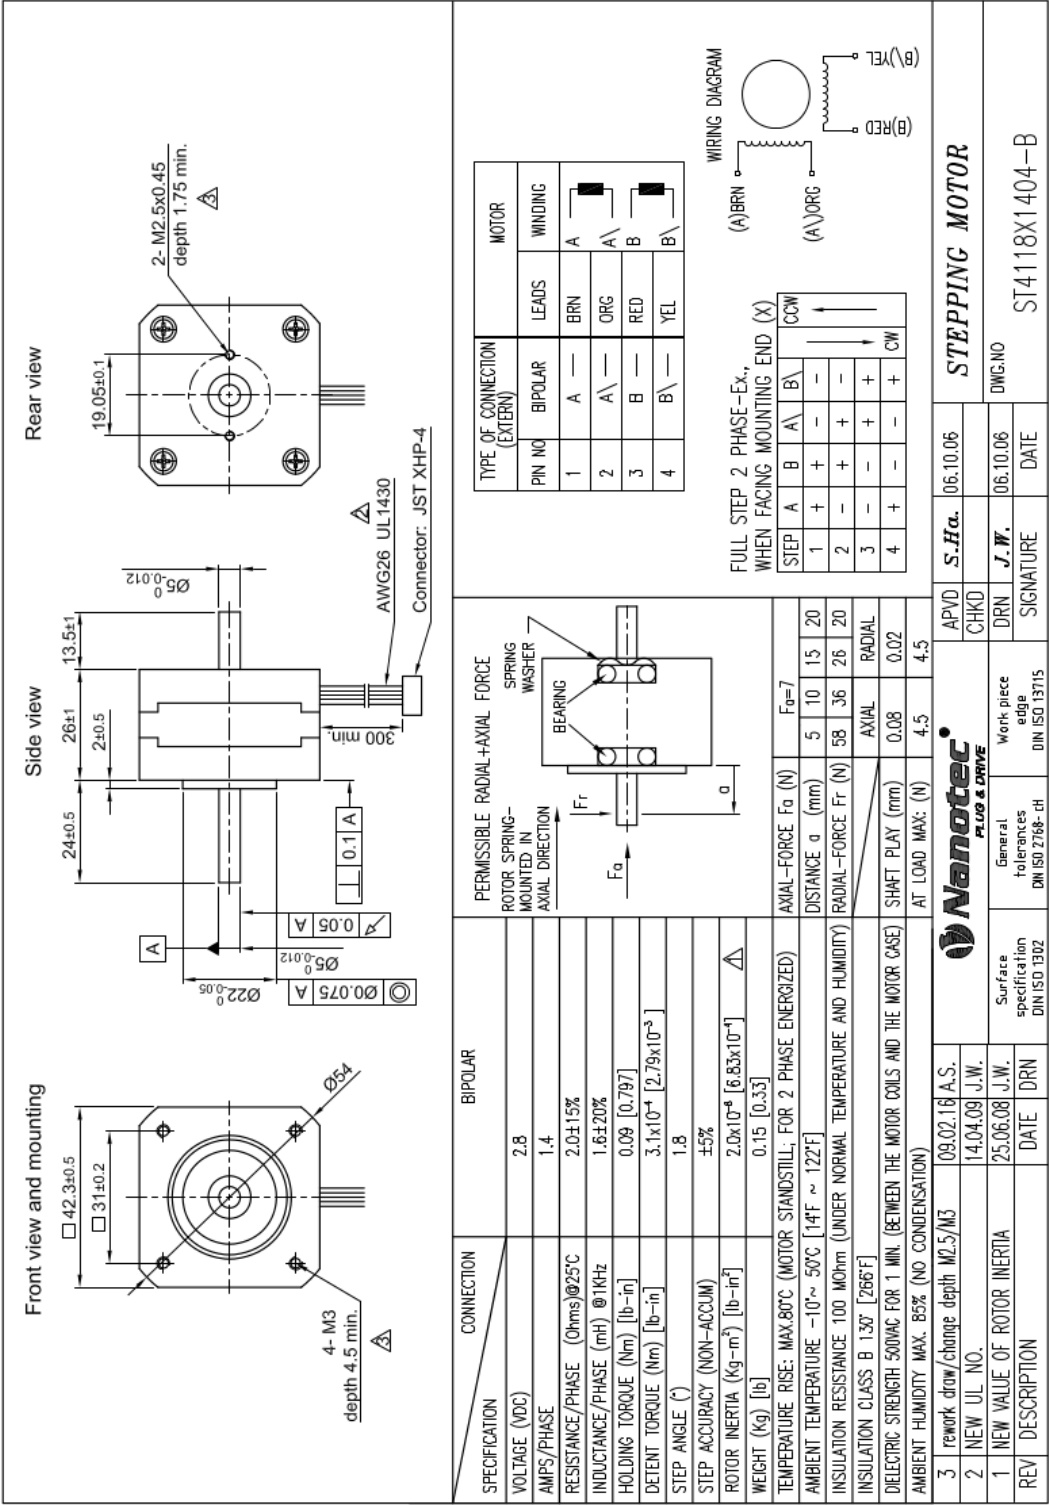 Front view and mounting
□ 42.3±0.5
□ 31±0.2
Ø54
4- M3
depth 4.5 min.
3
Side view
24±0.5
26±1
13.5±1
2±0.5
Ø5 0 -0.012
A
0.05 A
Ø5 0 -0.012
Ø22 0 -0.05
Ø0.075 A
⊥ 0.1 A
300 min.
AWG26 UL1430
2
Connector: JST XHP-4
Rear view
19.05±0.1
2- M2.5x0.45
depth 1.75 min.
3
SPECIFICATION CONNECTION BIPOLAR
VOLTAGE (VDC) 2.8
AMPS/PHASE 1.4
RESISTANCE/PHASE (Ohms)@25°C 2.0±15%
INDUCTANCE/PHASE (mH) @1KHz 1.6±20%
HOLDING TORQUE (Nm) [lb-in] 0.09 [0.797]
DETENT TORQUE (Nm) [lb-in] 3.1x10⁻⁴ [2.79x10⁻³ ]
STEP ANGLE (°) 1.8
STEP ACCURACY (NON-ACCUM) ±5%
ROTOR INERTIA (Kg-m²) [lb-in²] 2.0x10⁻⁶ [6.83x10⁻³] 1
WEIGHT (Kg) [lb] 0.15 [0.33]
TEMPERATURE RISE: MAX.80°C (MOTOR STANDSTILL; FOR 2 PHASE ENERGIZED)
AMBIENT TEMPERATURE -10°~ 50°C [14°F ~ 122°F]
INSULATION RESISTANCE 100 MOhm (UNDER NORMAL TEMPERATURE AND HUMIDITY)
INSULATION CLASS B 130° [266°F]
DIELECTRIC STRENGTH 500VAC FOR 1 MIN. (BETWEEN THE MOTOR COILS AND THE MOTOR CASE)
AMBIENT HUMIDITY MAX. 85% (NO CONDENSATION)
PERMISSIBLE RADIAL+AXIAL FORCE
ROTOR SPRING-
MOUNTED IN
AXIAL DIRECTION
SPRING
WASHER
BEARING
Fr
Fa
a
AXIAL-FORCE Fa (N) Fa=7
DISTANCE a (mm) 5 10 15 20
RADIAL-FORCE Fr (N) 58 36 26 20
AXIAL RADIAL
SHAFT PLAY (mm) 0.08 0.02
AT LOAD MAX: (N) 4.5 4.5
TYPE OF CONNECTION
(EXTERN)
MOTOR
PIN NO BIPOLAR LEADS WINDING
1 A — BRN A
2 A\ — ORG A\
3 B — RED B
4 B\ — YEL B\
WIRING DIAGRAM
(A)BRN
(A\)ORG
(B)RED
(B\)YEL
FULL STEP 2 PHASE-Ex.,
WHEN FACING MOUNTING END (X)
STEP A B A\ B\ CCW
1 + + - -
2 - + + -
3 - - + +
4 + - - + CW
3 rework draw/change depth M2.5/M3 09.02.16 A.S.
2 NEW UL NO. 14.04.09 J.W.
1 NEW VALUE OF ROTOR INERTIA 25.06.08 J.W.
REV DESCRIPTION DATE DRN
Nanotec
PLUG & DRIVE
Surface
specification
DIN ISO 1302
General
tolerances
DIN ISO 2768- cH
Work piece
edge
DIN ISO 13715
APVD S.Ha. 06.10.06
CHKD
DRN J.W. 06.10.06
SIGNATURE DATE
STEPPING MOTOR
DWG.NO
ST4118X1404-B